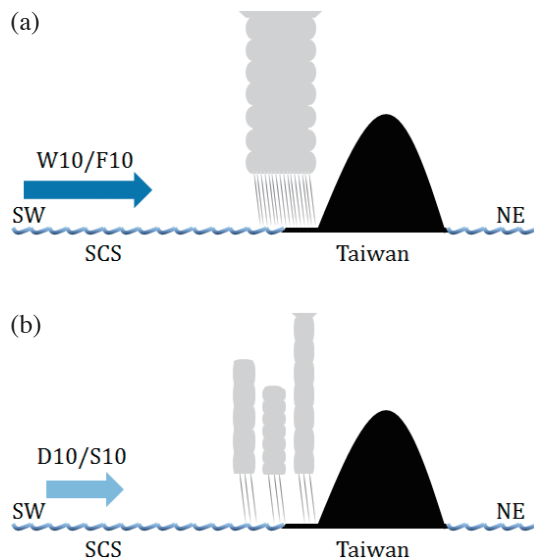 (a)
W10/F10
SW
NE
SCS
Taiwan
(b)
D10/S10
SW
NE
SCS
Taiwan